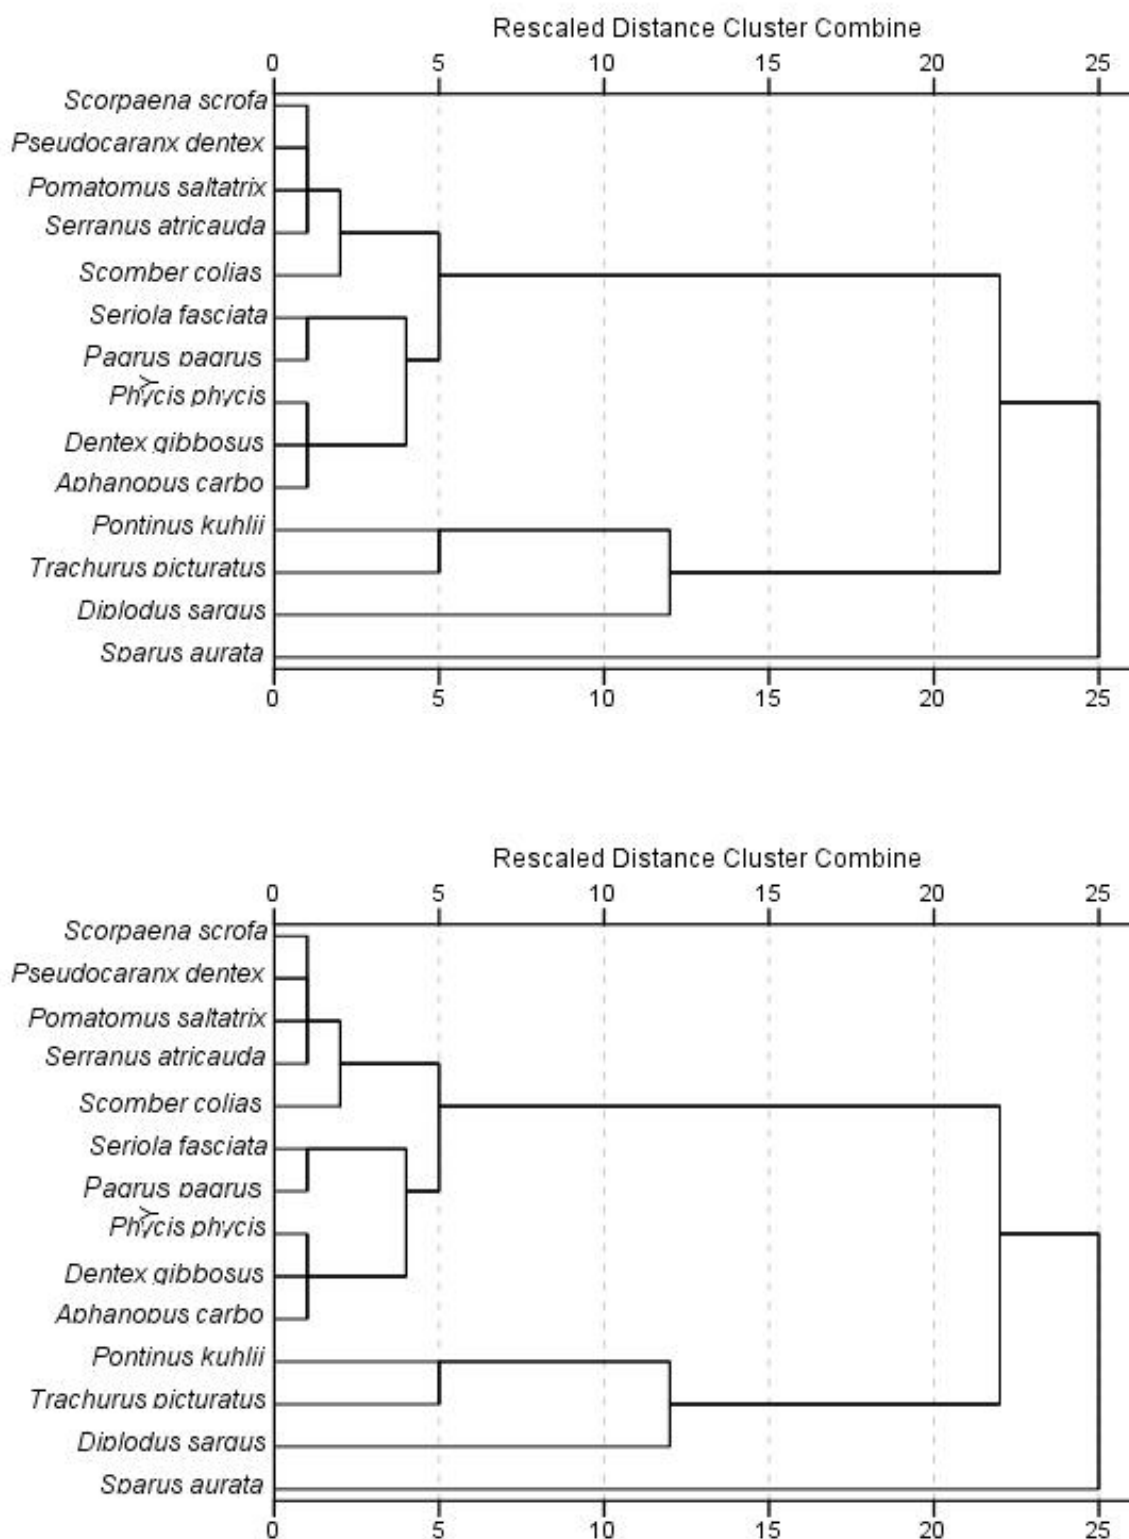 Rescaled Distance Cluster Combine
0 5 10 15 20 25
Scorpaena scrofa
Pseudocaranx dentex
Pomatomus saltatrix
Serranus atricauda
Scomber colias
Seriola fasciata
Pagrus pagrus
Phycis phycis
Dentex gibbosus
Aphanopus carbo
Pontinus kuhlii
Trachurus picturatus
Diplodus sargus
Sparus aurata
0 5 10 15 20 25
Rescaled Distance Cluster Combine
0 5 10 15 20 25
Scorpaena scrofa
Pseudocaranx dentex
Pomatomus saltatrix
Serranus atricauda
Scomber colias
Seriola fasciata
Pagrus pagrus
Phycis phycis
Dentex gibbosus
Aphanopus carbo
Pontinus kuhlii
Trachurus picturatus
Diplodus sargus
Sparus aurata
0 5 10 15 20 25